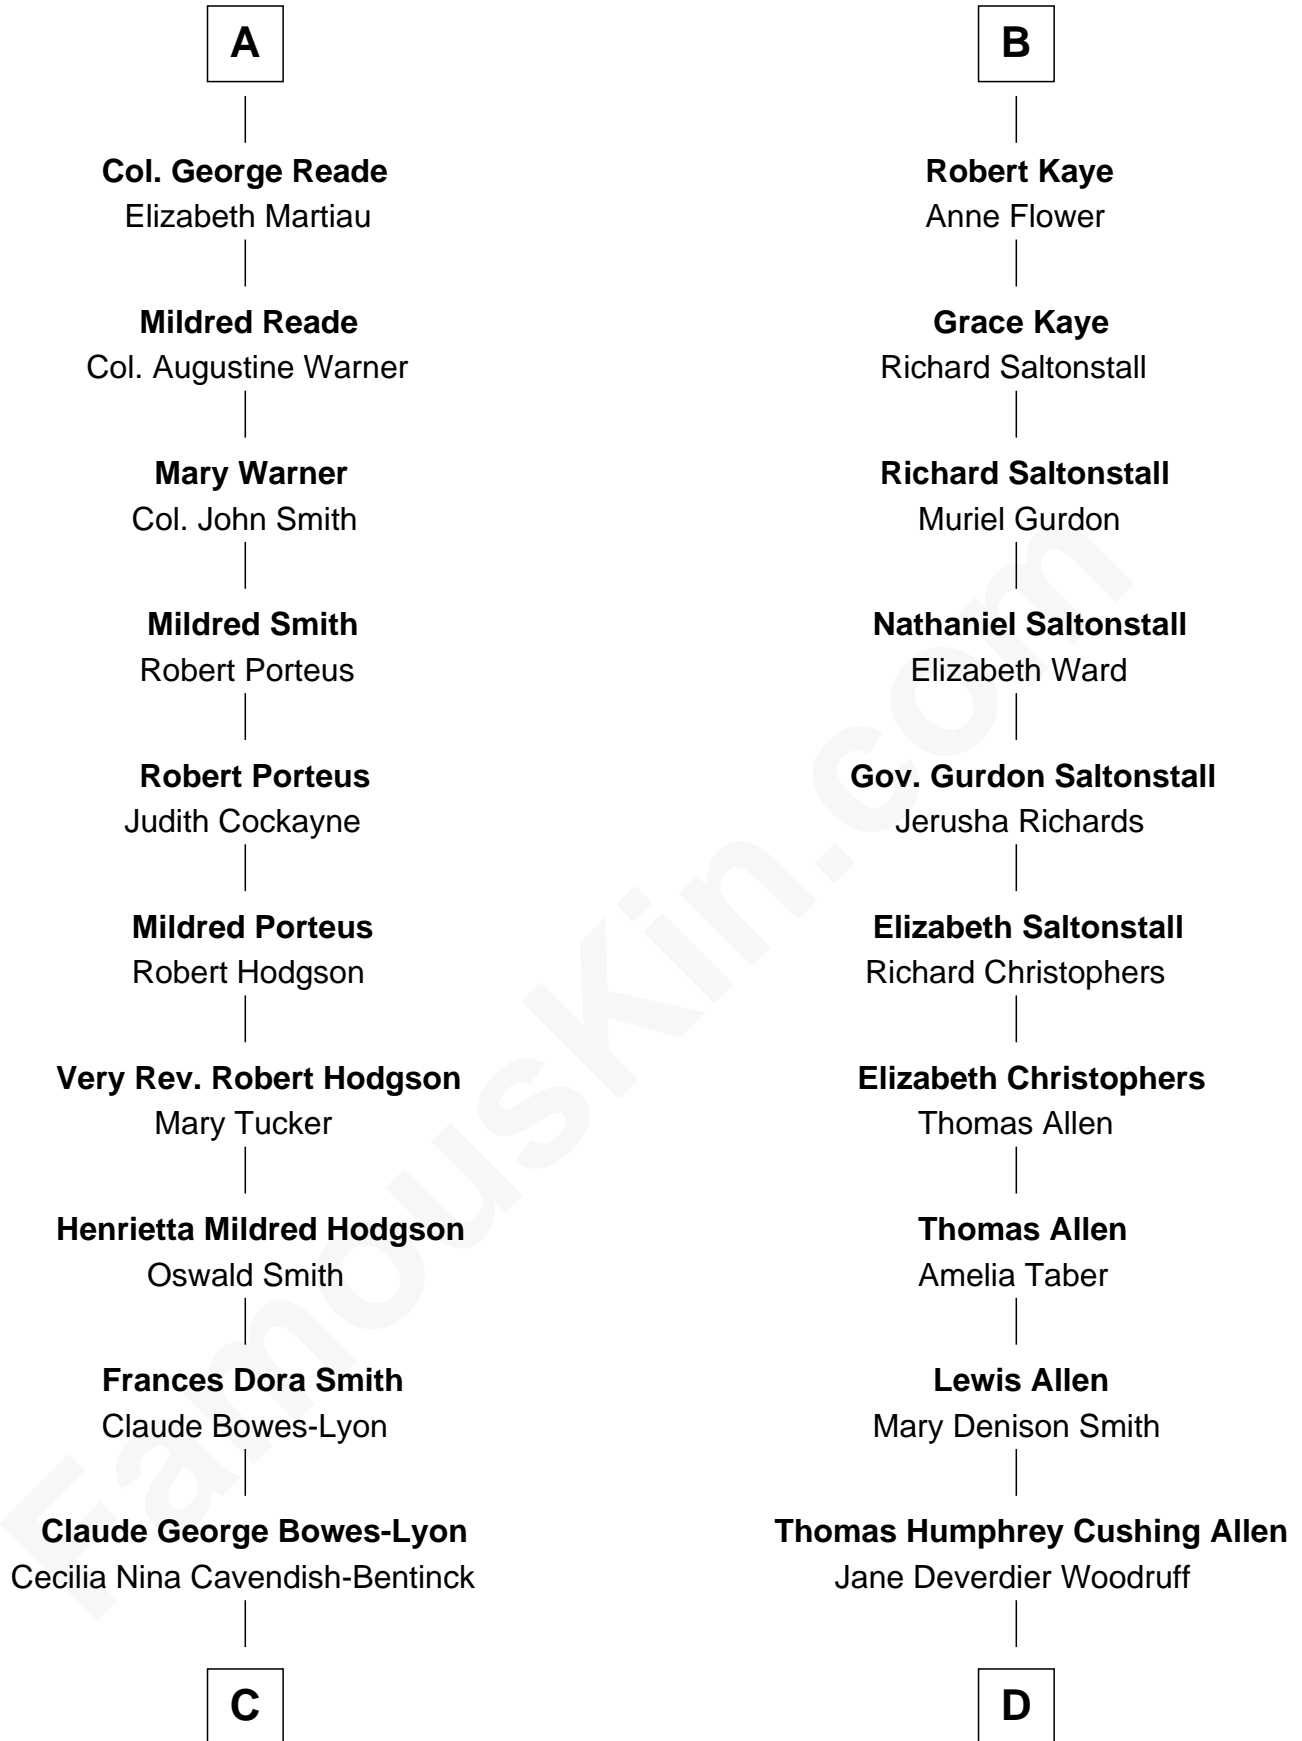 A
Col. George Reade
Elizabeth Martiau
Mildred Reade
Col. Augustine Warner
Mary Warner
Col. John Smith
Mildred Smith
Robert Porteus
Robert Porteus
Judith Cockayne
Mildred Porteus
Robert Hodgson
Very Rev. Robert Hodgson
Mary Tucker
Henrietta Mildred Hodgson
Oswald Smith
Frances Dora Smith
Claude Bowes-Lyon
Claude George Bowes-Lyon
Cecilia Nina Cavendish-Bentinck
C
B
Robert Kaye
Anne Flower
Grace Kaye
Richard Saltonstall
Richard Saltonstall
Muriel Gurdon
Nathaniel Saltonstall
Elizabeth Ward
Gov. Gurdon Saltonstall
Jerusha Richards
Elizabeth Saltonstall
Richard Christophers
Elizabeth Christophers
Thomas Allen
Thomas Allen
Amelia Taber
Lewis Allen
Mary Denison Smith
Thomas Humphrey Cushing Allen
Jane Deverdier Woodruff
D
FamousKin.com